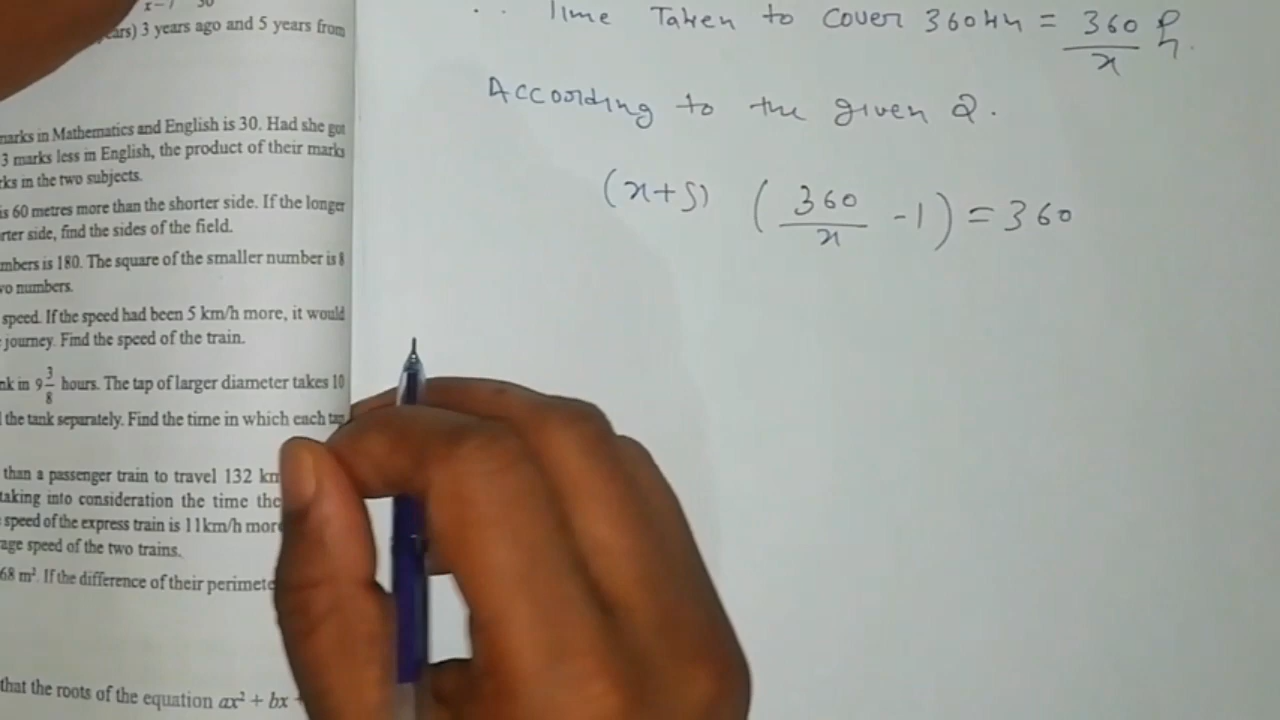 x-7 30
ars) 3 years ago and 5 years from
marks in Mathematics and English is 30. Had she got
3 marks less in English, the product of their marks
rks in the two subjects.
is 60 metres more than the shorter side. If the longer
rter side, find the sides of the field.
mbers is 180. The square of the smaller number is 8
wo numbers.
speed. If the speed had been 5 km/h more, it would
journey. Find the speed of the train.
nk in 9 3/8 hours. The tap of larger diameter takes 10
the tank separately. Find the time in which each tap
than a passenger train to travel 132 km
taking into consideration the time the
speed of the express train is 11km/h more
age speed of the two trains.
68 m². If the difference of their perimete
that the roots of the equation ax² + bx
∴ Time Taken to cover 360km = 360/x h.
According to the given Q.
(x+5) (360/x -1) = 360